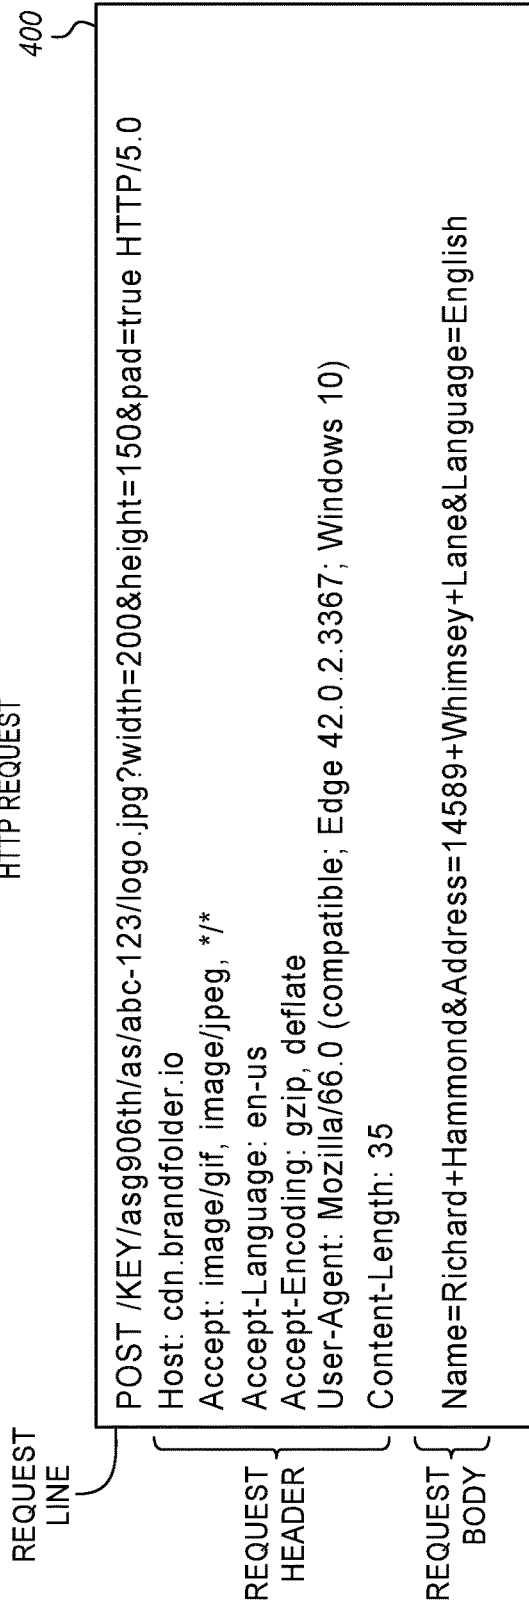 HTTP REQUEST
400
REQUEST
LINE
POST /KEY/asg906th/as/abc-123/logo.jpg?width=200&height=150&pad=true HTTP/5.0
REQUEST
HEADER
Host: cdn.brandfolder.io
Accept: image/gif, image/jpeg, */*
Accept-Language: en-us
Accept-Encoding: gzip, deflate
User-Agent: Mozilla/66.0 (compatible; Edge 42.0.2.3367; Windows 10)
Content-Length: 35
REQUEST
BODY
Name=Richard+Hammond&Address=14589+Whimsey+Lane&Language=English